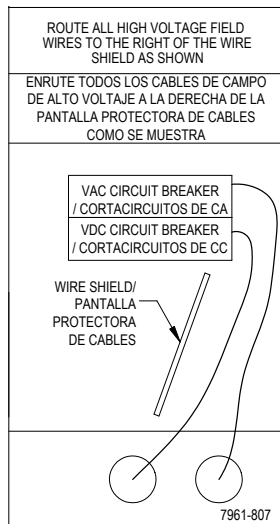 ROUTE ALL HIGH VOLTAGE FIELD
WIRES TO THE RIGHT OF THE WIRE
SHIELD AS SHOWN
ENRUTE TODOS LOS CABLES DE CAMPO
DE ALTO VOLTAJE A LA DERECHA DE LA
PANTALLA PROTECTORA DE CABLES
COMO SE MUESTRA
VAC CIRCUIT BREAKER
/ CORTACIRCUITOS DE CA
VDC CIRCUIT BREAKER
/ CORTACIRCUITOS DE CC
WIRE SHIELD/
PANTALLA
PROTECTORA
DE CABLES
7961-807